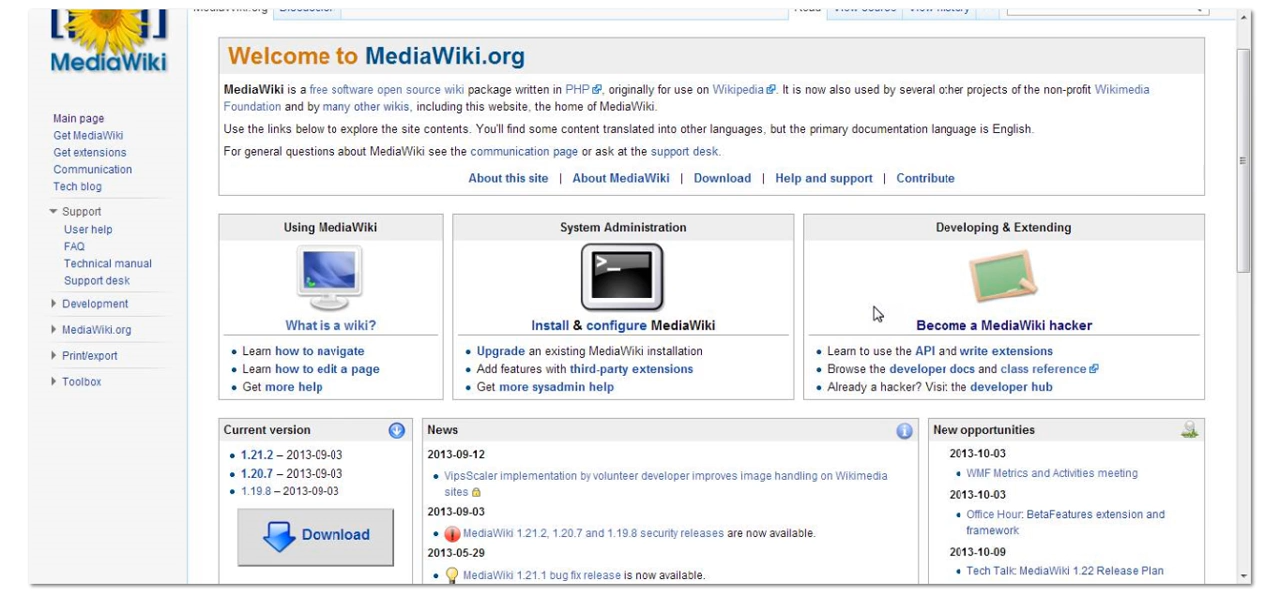 MediaWiki
Main page
Get MediaWiki
Get extensions
Communication
Tech blog
Support
User help
FAQ
Technical manual
Support desk
Development
MediaWiki.org
Print/export
Toolbox
Welcome to MediaWiki.org
MediaWiki is a free software open source wiki package written in PHP, originally for use on Wikipedia. It is now also used by several other projects of the non-profit Wikimedia
Foundation and by many other wikis, including this website, the home of MediaWiki.
Use the links below to explore the site contents. You'll find some content translated into other languages, but the primary documentation language is English.
For general questions about MediaWiki see the communication page or ask at the support desk.
About this site | About MediaWiki | Download | Help and support | Contribute
Using MediaWiki
What is a wiki?
Learn how to navigate
Learn how to edit a page
Get more help
System Administration
>_
Install & configure MediaWiki
Upgrade an existing MediaWiki installation
Add features with third-party extensions
Get more sysadmin help
Developing & Extending
Become a MediaWiki hacker
Learn to use the API and write extensions
Browse the developer docs and class reference
Already a hacker? Visit the developer hub
Current version
1.21.2 – 2013-09-03
1.20.7 – 2013-09-03
1.19.8 – 2013-09-03
Download
News
2013-09-12
VipsScaler implementation by volunteer developer improves image handling on Wikimedia
sites
2013-09-03
MediaWiki 1.21.2, 1.20.7 and 1.19.8 security releases are now available.
2013-05-29
MediaWiki 1.21.1 bug fix release is now available.
New opportunities
2013-10-03
WMF Metrics and Activities meeting
2013-10-03
Office Hour: BetaFeatures extension and
framework
2013-10-09
Tech Talk: MediaWiki 1.22 Release Plan